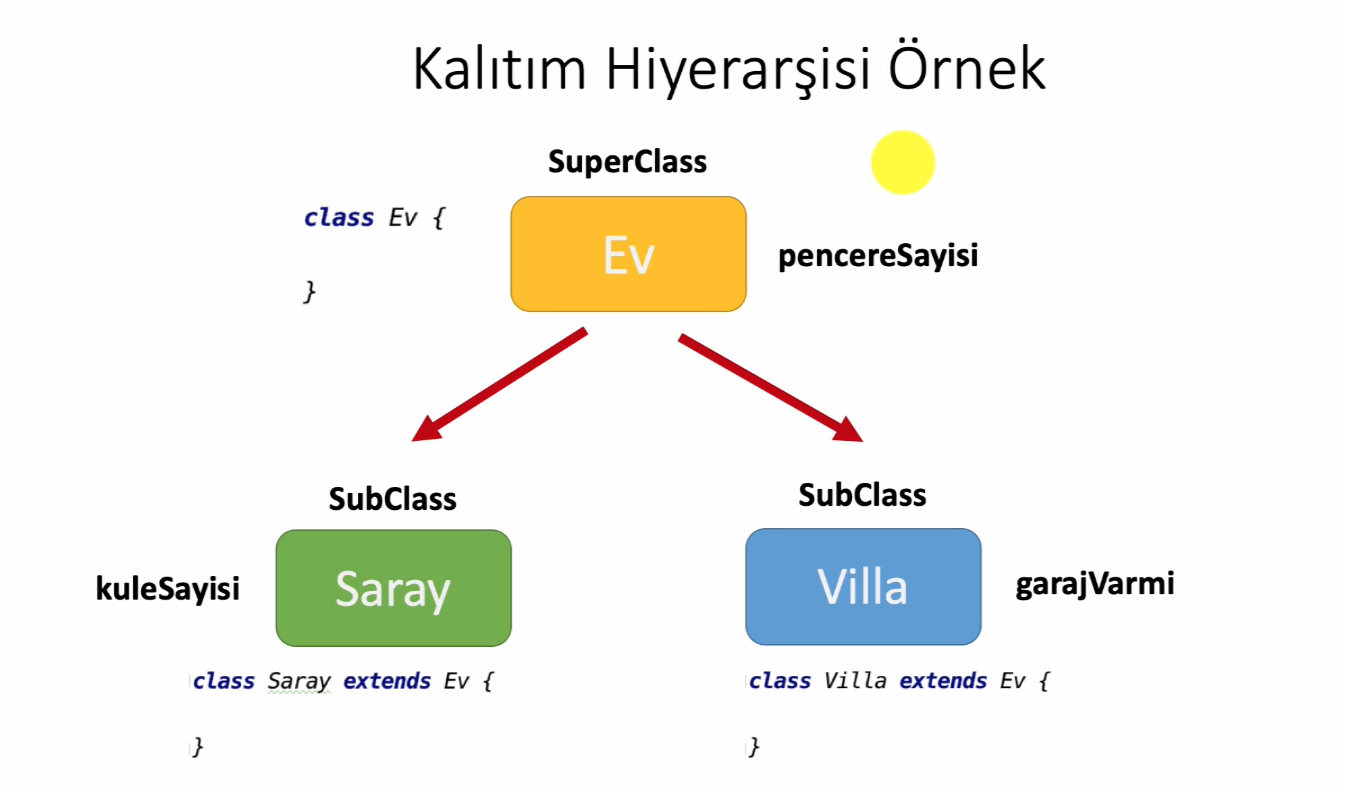 Kalıtım Hiyerarşisi Örnek
SuperClass
class Ev {
}
Ev
pencereSayisi
SubClass
kuleSayisi
Saray
class Saray extends Ev {
}
SubClass
Villa
garajVarmi
class Villa extends Ev {
}